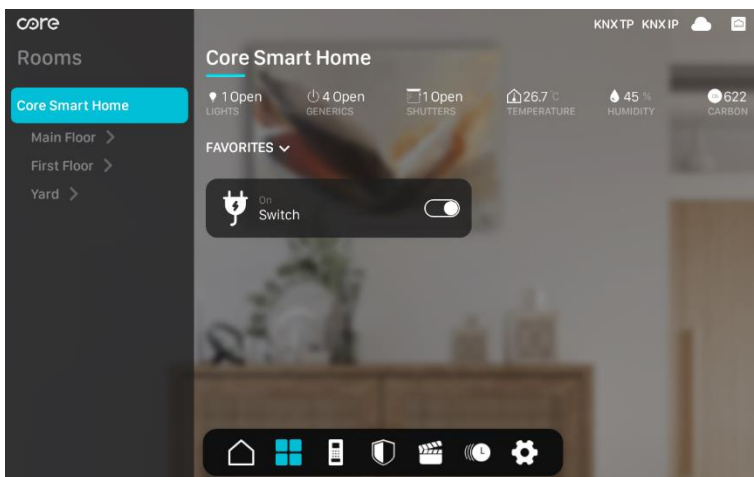 core
KNX TP KNX IP
Rooms
Core Smart Home
Core Smart Home
Main Floor
First Floor
Yard
1 Open
LIGHTS
4 Open
GENERICS
1 Open
SHUTTERS
26.7 °C
TEMPERATURE
45 %
HUMIDITY
622
CARBON
FAVORITES
On
Switch